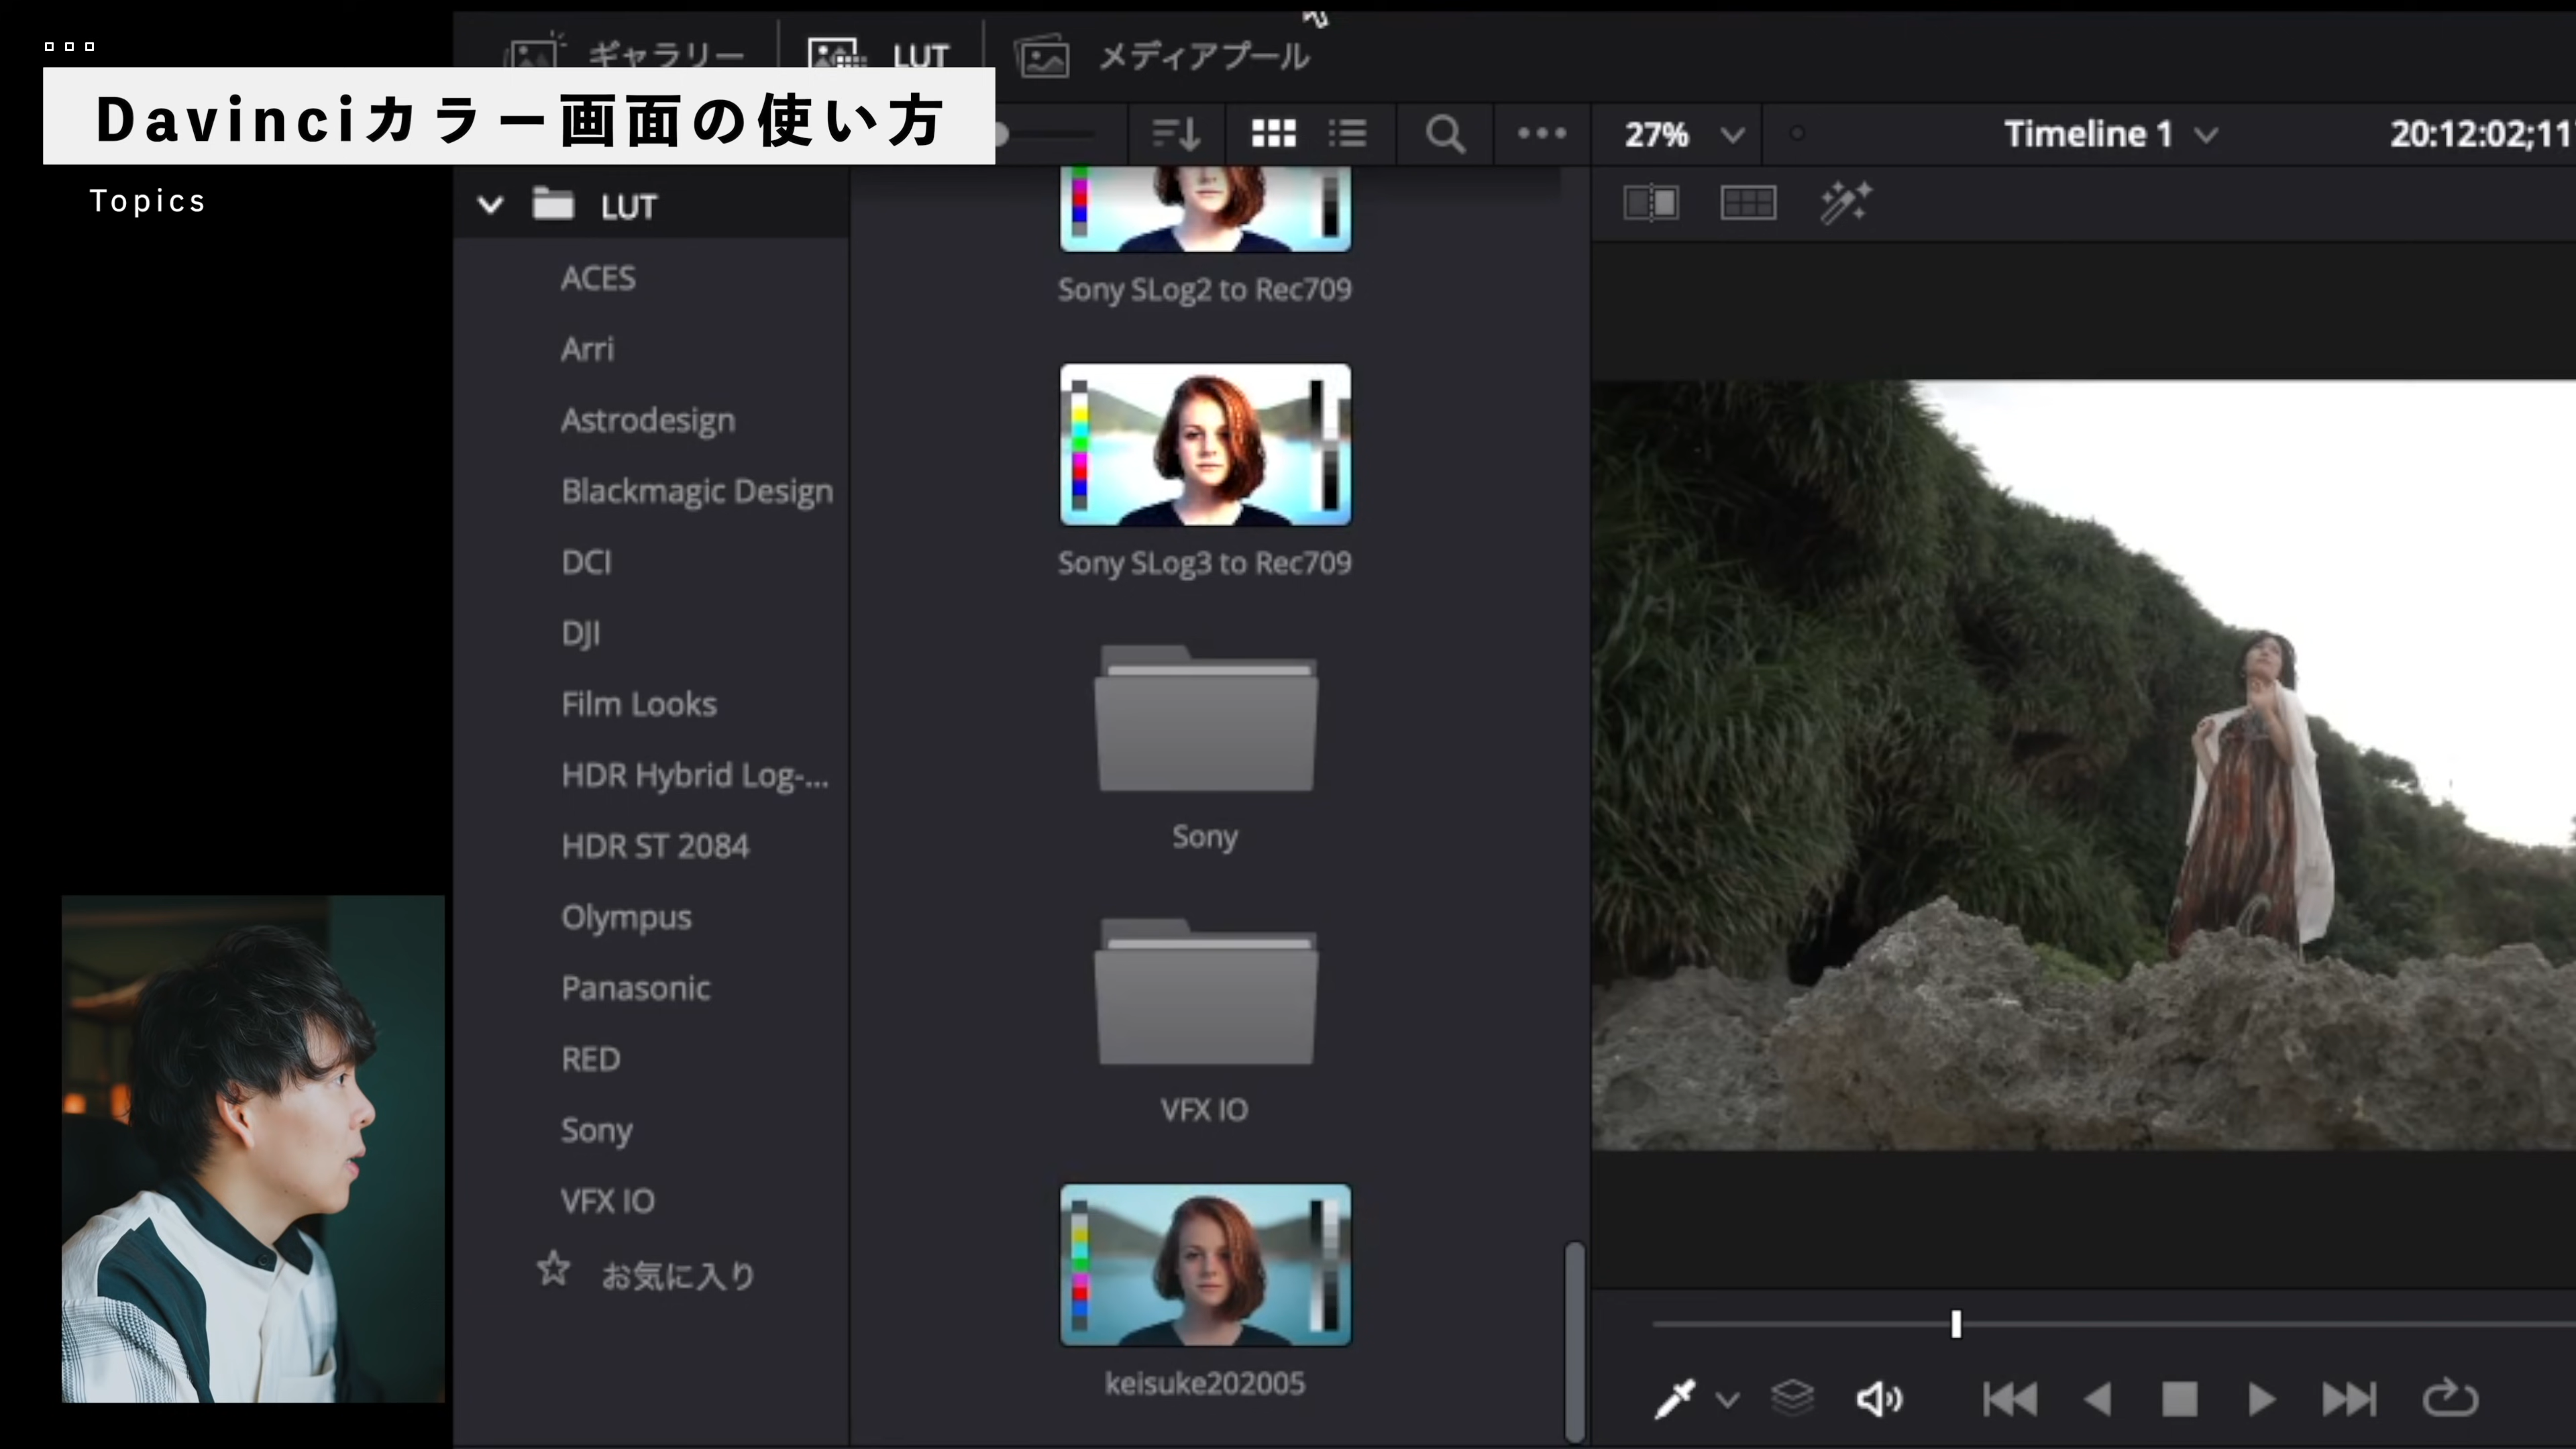 ギャラリー
LUT
メディアプール
Davinciカラー画面の使い方
27%
Timeline 1
20:12:02;11
Topics
LUT
ACES
Arri
Astrodesign
Blackmagic Design
DCI
DJI
Film Looks
HDR Hybrid Log-...
HDR ST 2084
Olympus
Panasonic
RED
Sony
VFX IO
お気に入り
Sony SLog2 to Rec709
Sony SLog3 to Rec709
Sony
VFX IO
keisuke202005